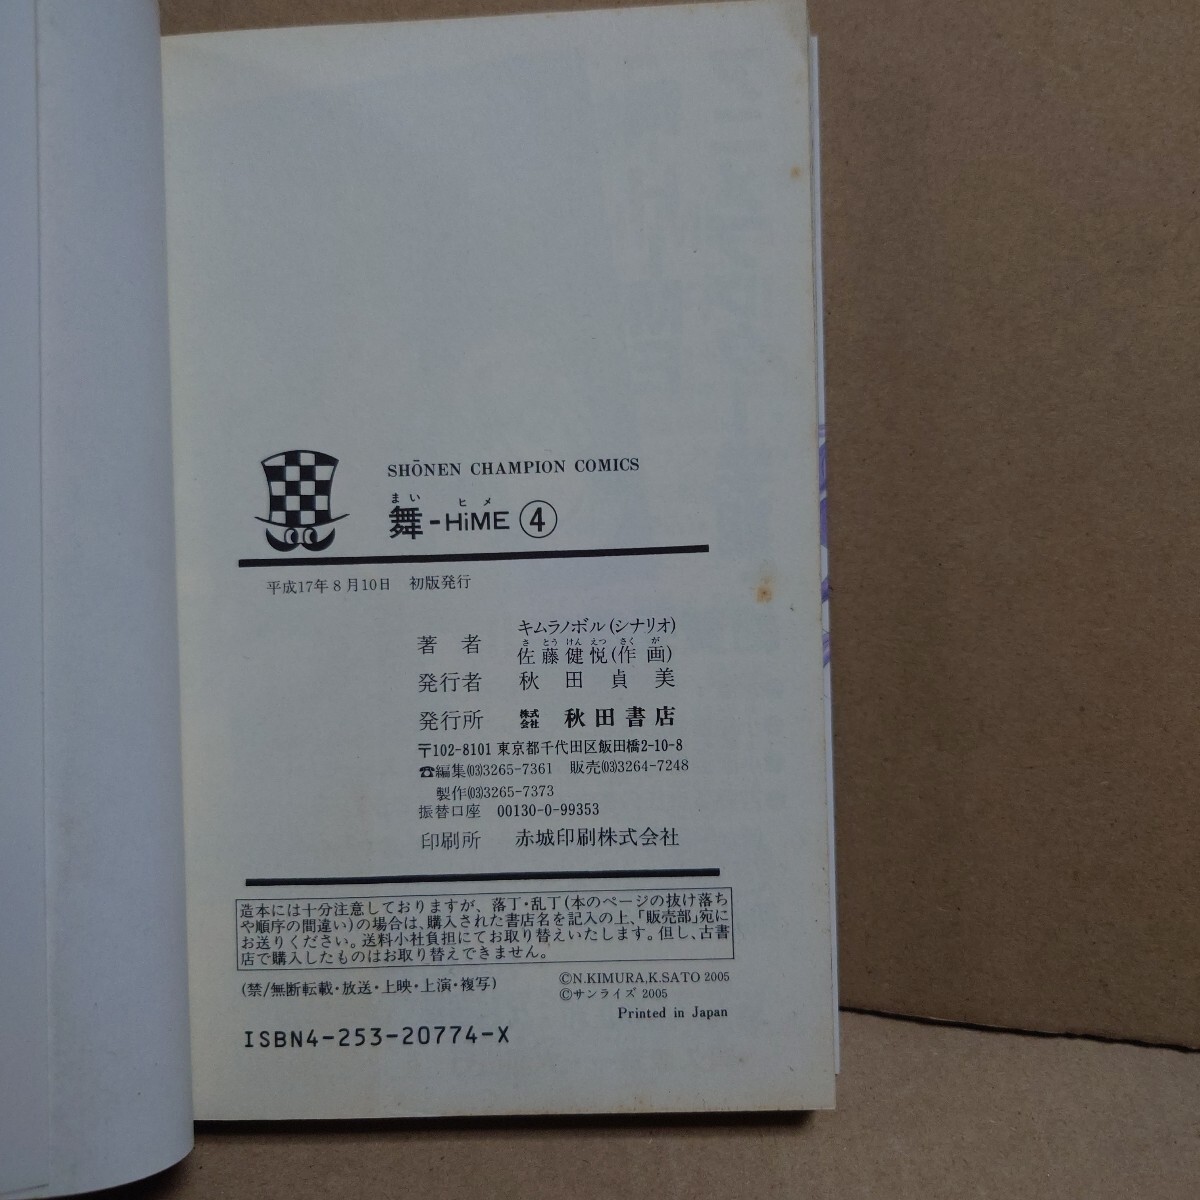 SHŌNEN CHAMPION COMICS
まい ヒメ
舞-HiME ④
平成17年8月10日 初版発行
著者 キムラノボル(シナリオ)
さとうけんえつ さくが
佐藤健悦(作画)
発行者 秋田貞美
発行所 株式会社 秋田書店
〒102-8101 東京都千代田区飯田橋2-10-8
☎編集(03)3265-7361 販売(03)3264-7248
製作(03)3265-7373
振替口座 00130-0-99353
印刷所 赤城印刷株式会社
造本には十分注意しておりますが、落丁・乱丁(本のページの抜け落ち
や順序の間違い)の場合は、購入された書店名を記入の上、「販売部」宛に
お送りください。送料小社負担にてお取り替えいたします。但し、古書
店で購入したものはお取り替えできません。
(禁/無断転載・放送・上映・上演・複写)
©N.KIMURA,K.SATO 2005
©サンライズ 2005
Printed in Japan
ISBN4-253-20774-X